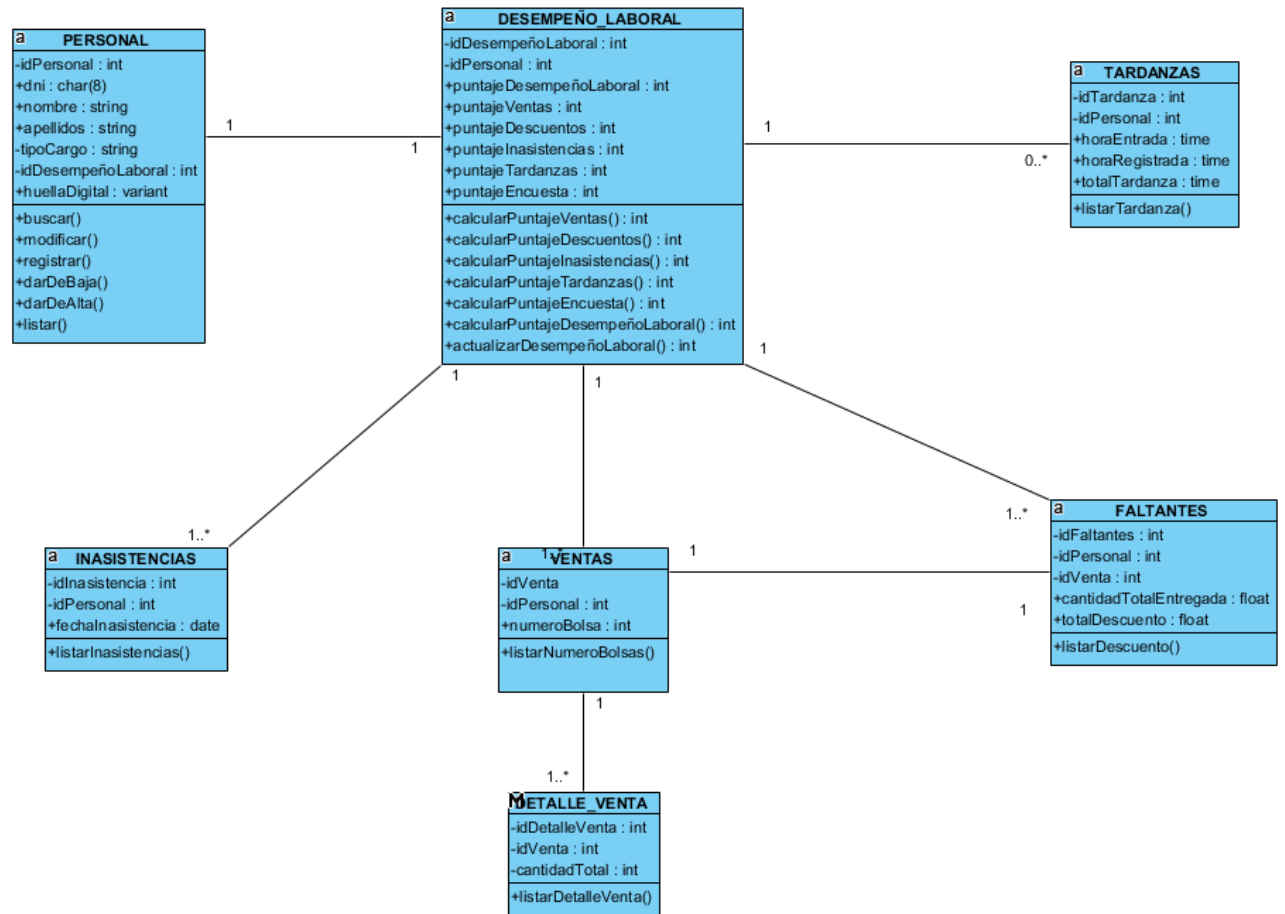 a PERSONAL
-idPersonal : int
+dni : char(8)
+nombre : string
+apellidos : string
-tipoCargo : string
-idDesempeñoLaboral : int
+huellaDigital : variant
+buscar()
+modificar()
+registrar()
+darDeBaja()
+darDeAlta()
+listar()
1
1
a DESEMPEÑO_LABORAL
-idDesempeñoLaboral : int
-idPersonal : int
+puntajeDesempeñoLaboral : int
+puntajeVentas : int
+puntajeDescuentos : int
+puntajeInasistencias : int
+puntajeTardanzas : int
+puntajeEncuesta : int
+calcularPuntajeVentas() : int
+calcularPuntajeDescuentos() : int
+calcularPuntajeInasistencias() : int
+calcularPuntajeTardanzas() : int
+calcularPuntajeEncuesta() : int
+calcularPuntajeDesempeñoLaboral() : int
+actualizarDesempeñoLaboral() : int
1
0..*
a TARDANZAS
-idTardanza : int
-idPersonal : int
+horaEntrada : time
+horaRegistrada : time
+totalTardanza : time
+listarTardanza()
1
1
1
1..*
1..*
1..*
a INASISTENCIAS
-idInasistencia : int
-idPersonal : int
+fechaInasistencia : date
+listarInasistencias()
a VENTAS
-idVenta
-idPersonal : int
+numeroBolsa : int
+listarNumeroBolsas()
1
1
a FALTANTES
-idFaltantes : int
-idPersonal : int
-idVenta : int
+cantidadTotalEntregada : float
+totalDescuento : float
+listarDescuento()
1
1..*
M DETALLE_VENTA
-idDetalleVenta : int
-idVenta : int
-cantidadTotal : int
+listarDetalleVenta()